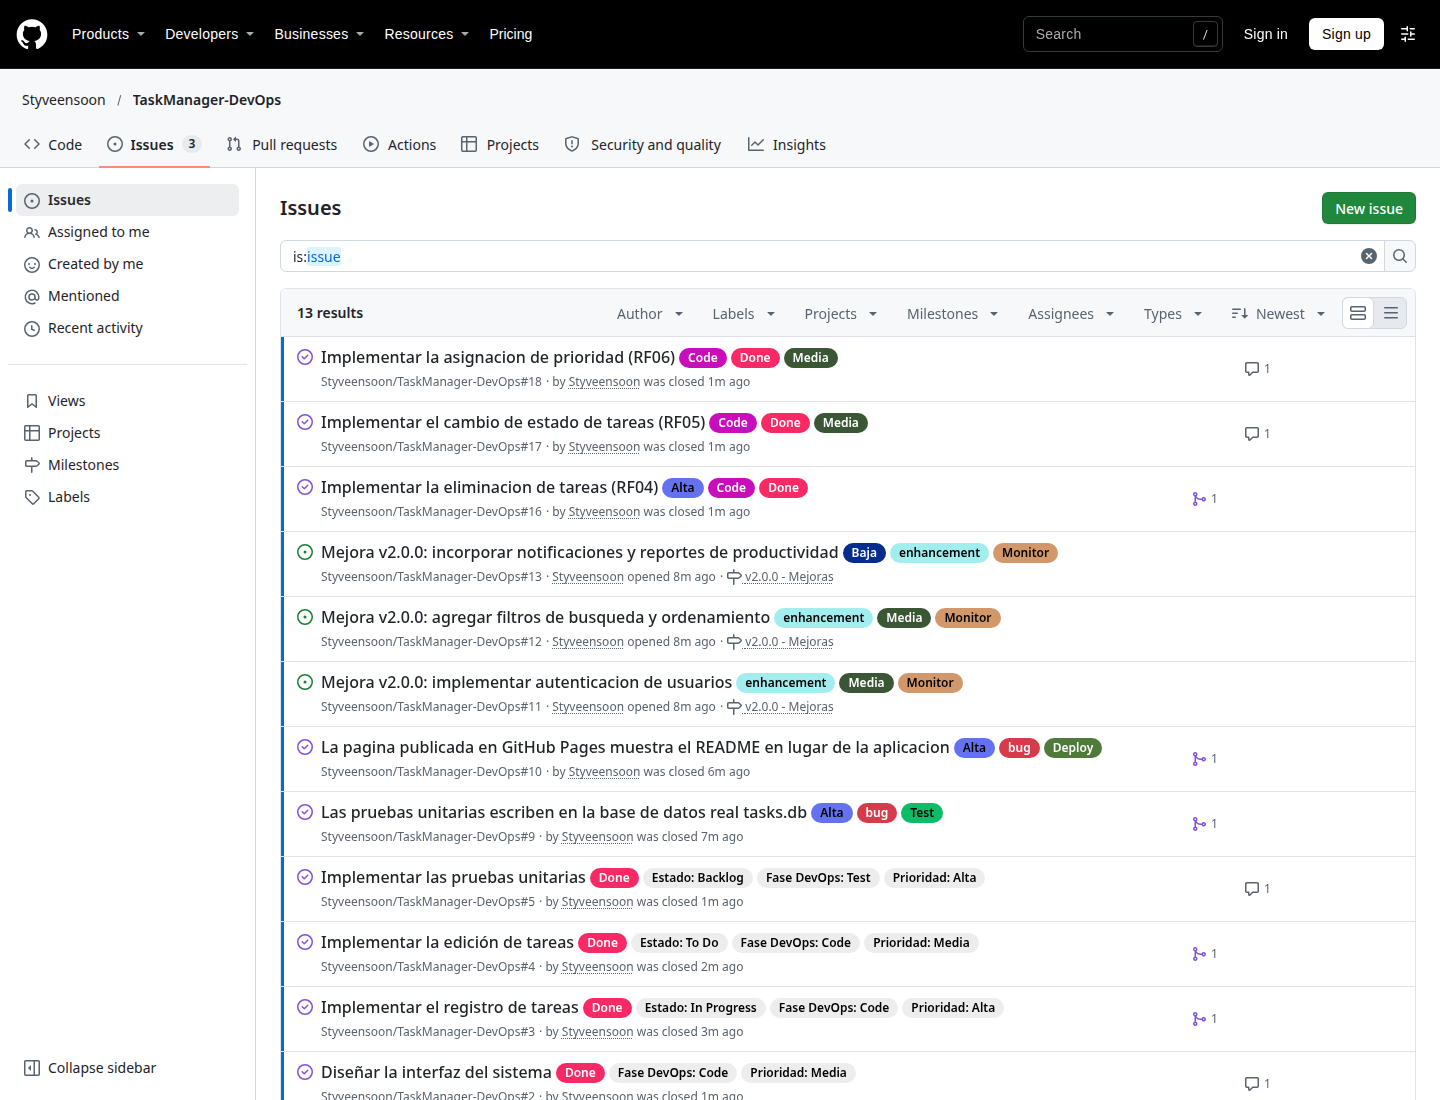 Products Developers Businesses Resources Pricing Search / Sign in Sign up
Styveensoon / TaskManager-DevOps
Code Issues 3 Pull requests Actions Projects Security and quality Insights
Issues
Assigned to me
Created by me
Mentioned
Recent activity
Views
Projects
Milestones
Labels
Collapse sidebar
Issues New issue
is:issue
13 results Author Labels Projects Milestones Assignees Types Newest
Implementar la asignacion de prioridad (RF06) Code Done Media
Styveensoon/TaskManager-DevOps#18 · by Styveensoon was closed 1m ago 1
Implementar el cambio de estado de tareas (RF05) Code Done Media
Styveensoon/TaskManager-DevOps#17 · by Styveensoon was closed 1m ago 1
Implementar la eliminacion de tareas (RF04) Alta Code Done
Styveensoon/TaskManager-DevOps#16 · by Styveensoon was closed 1m ago 1
Mejora v2.0.0: incorporar notificaciones y reportes de productividad Baja enhancement Monitor
Styveensoon/TaskManager-DevOps#13 · Styveensoon opened 8m ago · v2.0.0 - Mejoras
Mejora v2.0.0: agregar filtros de busqueda y ordenamiento enhancement Media Monitor
Styveensoon/TaskManager-DevOps#12 · Styveensoon opened 8m ago · v2.0.0 - Mejoras
Mejora v2.0.0: implementar autenticacion de usuarios enhancement Media Monitor
Styveensoon/TaskManager-DevOps#11 · Styveensoon opened 8m ago · v2.0.0 - Mejoras
La pagina publicada en GitHub Pages muestra el README en lugar de la aplicacion Alta bug Deploy
Styveensoon/TaskManager-DevOps#10 · by Styveensoon was closed 6m ago 1
Las pruebas unitarias escriben en la base de datos real tasks.db Alta bug Test
Styveensoon/TaskManager-DevOps#9 · by Styveensoon was closed 7m ago 1
Implementar las pruebas unitarias Done Estado: Backlog Fase DevOps: Test Prioridad: Alta
Styveensoon/TaskManager-DevOps#5 · by Styveensoon was closed 1m ago 1
Implementar la edición de tareas Done Estado: To Do Fase DevOps: Code Prioridad: Media
Styveensoon/TaskManager-DevOps#4 · by Styveensoon was closed 2m ago 1
Implementar el registro de tareas Done Estado: In Progress Fase DevOps: Code Prioridad: Alta
Styveensoon/TaskManager-DevOps#3 · by Styveensoon was closed 3m ago 1
Diseñar la interfaz del sistema Done Fase DevOps: Code Prioridad: Media
Styveensoon/TaskManager-DevOps#2 · by Styveensoon was closed 1m ago 1